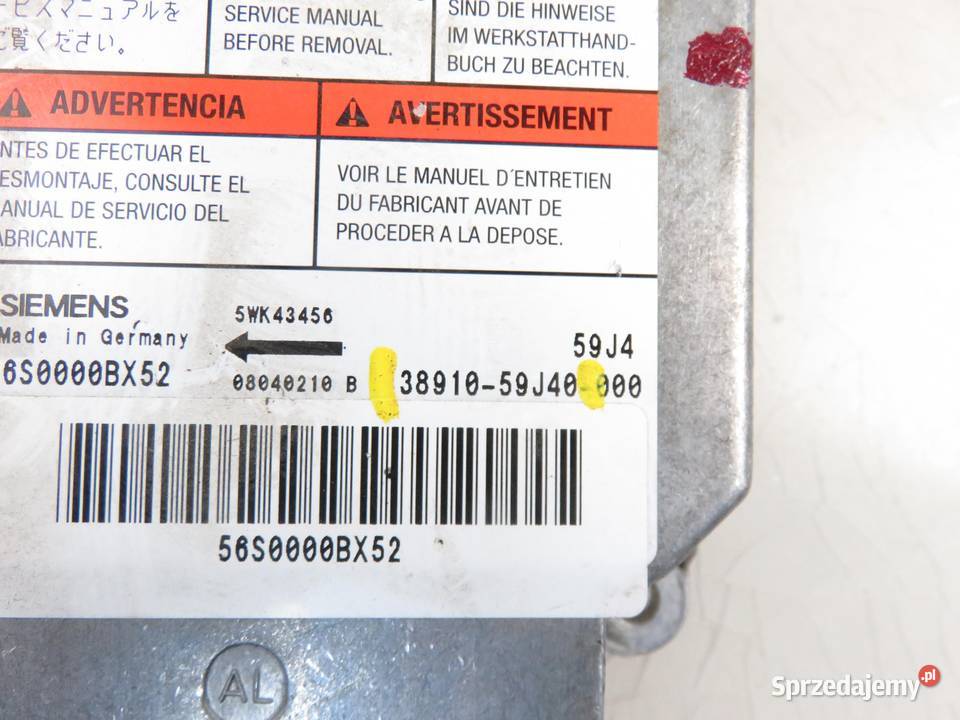 ービスマニュアルを
ご覧ください。
SERVICE MANUAL
BEFORE REMOVAL.
SIND DIE HINWEISE
IM WERKSTATTHAND-
BUCH ZU BEACHTEN.
ADVERTENCIA
NTES DE EFECTUAR EL
ESMONTAJE, CONSULTE EL
ANUAL DE SERVICIO DEL
ABRICANTE.
AVERTISSEMENT
VOIR LE MANUEL D´ENTRETIEN
DU FABRICANT AVANT DE
PROCEDER A LA DEPOSE.
SIEMENS
Made in Germany
6S0000BX52
5WK43456
08040210 B
59J4
38910-59J40-000
56S0000BX52
AL
Sprzedajemy.pl